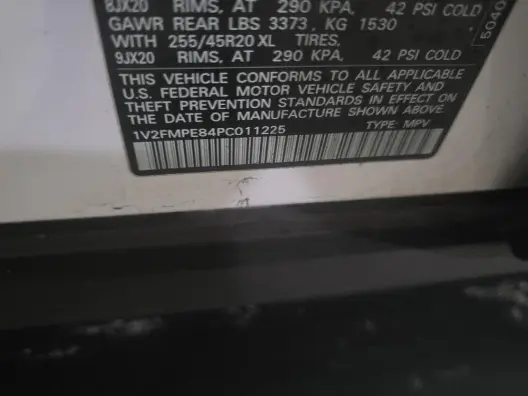 8JX20 RIMS, AT 290 KPA, 42 PSI COLD
GAWR REAR LBS 3373, KG 1530
WITH 255/45R20 XL TIRES,
9JX20 RIMS, AT 290 KPA, 42 PSI COLD
THIS VEHICLE CONFORMS TO ALL APPLICABLE
U.S. FEDERAL MOTOR VEHICLE SAFETY AND
THEFT PREVENTION STANDARDS IN EFFECT ON
THE DATE OF MANUFACTURE SHOWN ABOVE.
1V2FMPE84PC011225 TYPE: MPV
5040